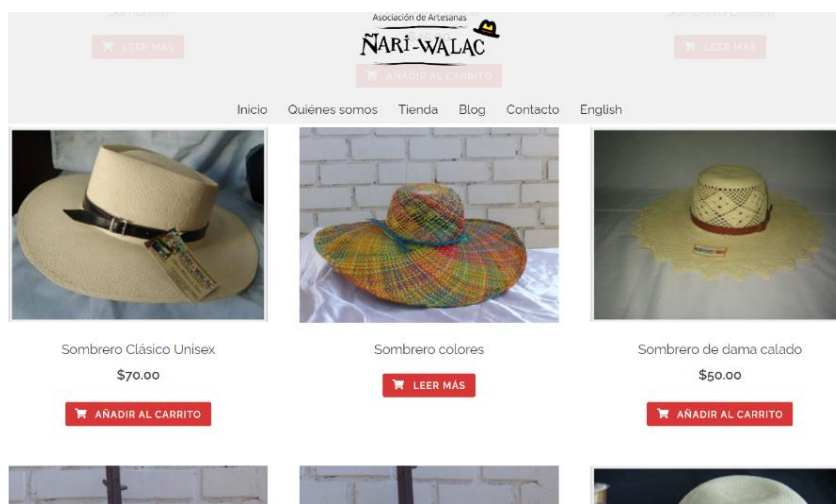 Asociación de Artesanas
ÑARI-WALAC
LEER MÁS
LEER MÁS
AÑADIR AL CARRITO
Inicio Quiénes somos Tienda Blog Contacto English
Sombrero Clásico Unisex
Sombrero colores
Sombrero de dama calado
$70.00
$50.00
LEER MÁS
AÑADIR AL CARRITO
AÑADIR AL CARRITO